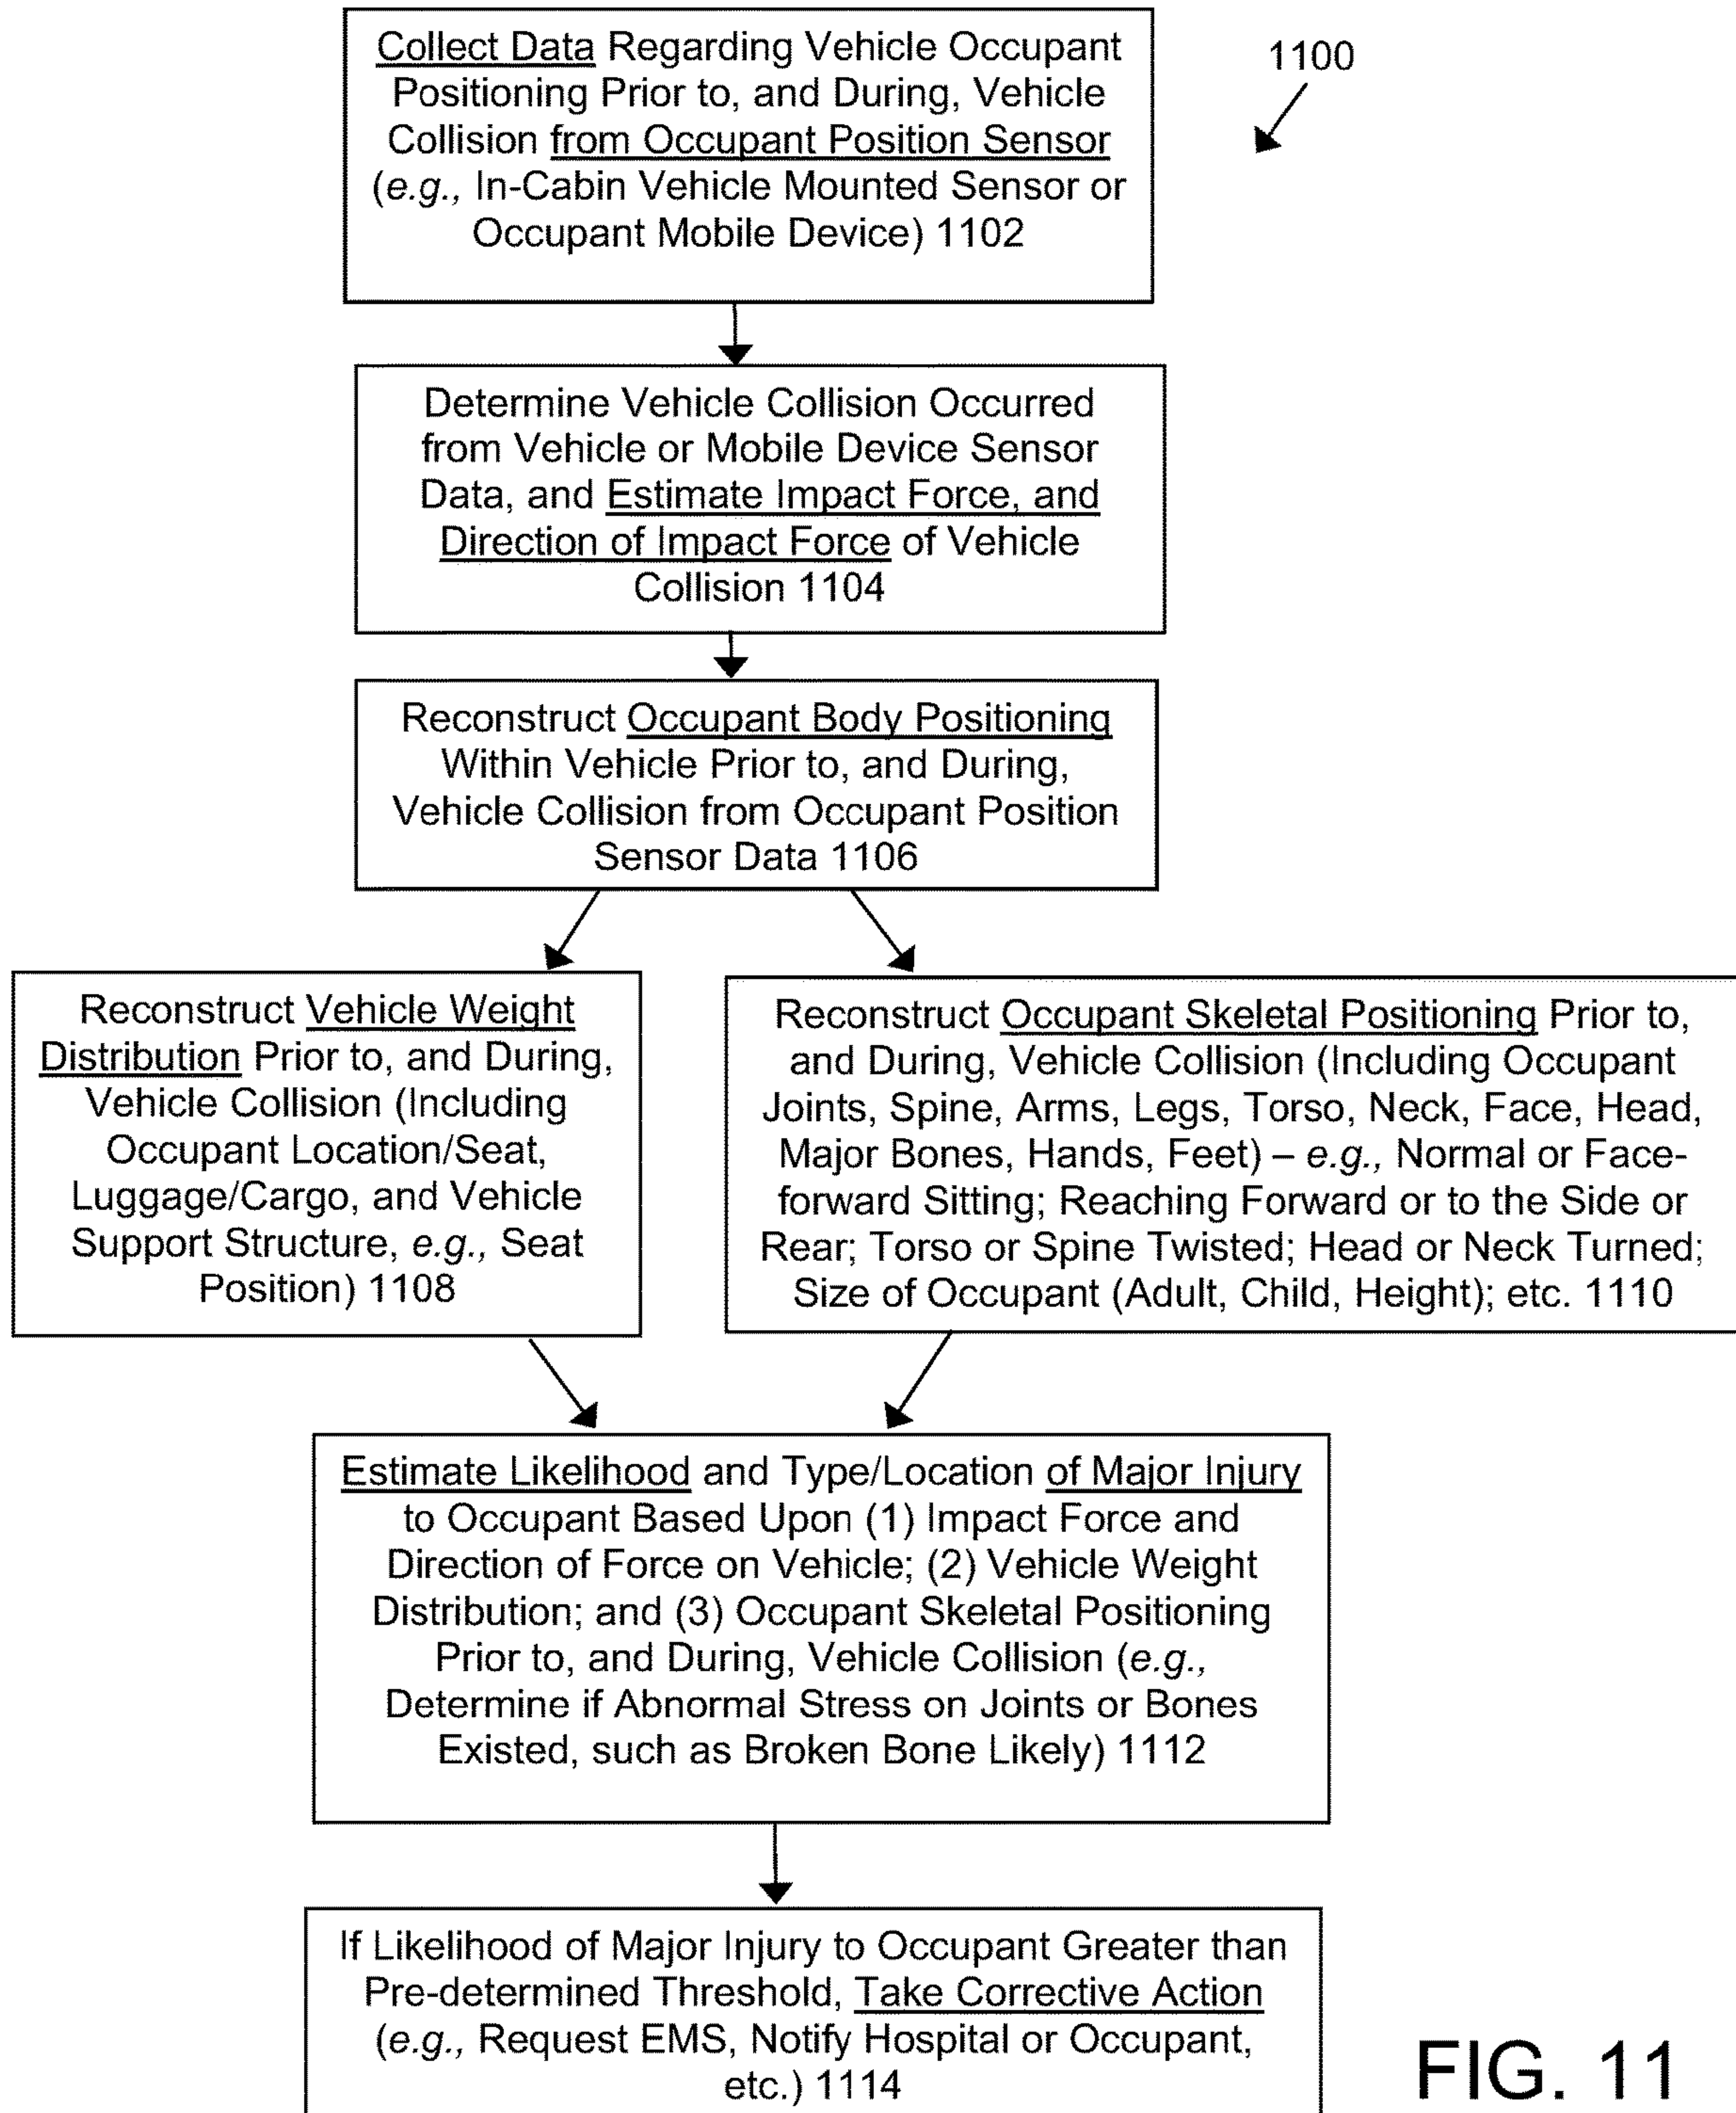 Collect Data Regarding Vehicle Occupant
Positioning Prior to, and During, Vehicle
Collision from Occupant Position Sensor
(e.g., In-Cabin Vehicle Mounted Sensor or
Occupant Mobile Device) 1102
1100
Determine Vehicle Collision Occurred
from Vehicle or Mobile Device Sensor
Data, and Estimate Impact Force, and
Direction of Impact Force of Vehicle
Collision 1104
Reconstruct Occupant Body Positioning
Within Vehicle Prior to, and During,
Vehicle Collision from Occupant Position
Sensor Data 1106
Reconstruct Vehicle Weight
Distribution Prior to, and During,
Vehicle Collision (Including
Occupant Location/Seat,
Luggage/Cargo, and Vehicle
Support Structure, e.g., Seat
Position) 1108
Reconstruct Occupant Skeletal Positioning Prior to,
and During, Vehicle Collision (Including Occupant
Joints, Spine, Arms, Legs, Torso, Neck, Face, Head,
Major Bones, Hands, Feet) – e.g., Normal or Face-
forward Sitting; Reaching Forward or to the Side or
Rear; Torso or Spine Twisted; Head or Neck Turned;
Size of Occupant (Adult, Child, Height); etc. 1110
Estimate Likelihood and Type/Location of Major Injury
to Occupant Based Upon (1) Impact Force and
Direction of Force on Vehicle; (2) Vehicle Weight
Distribution; and (3) Occupant Skeletal Positioning
Prior to, and During, Vehicle Collision (e.g.,
Determine if Abnormal Stress on Joints or Bones
Existed, such as Broken Bone Likely) 1112
If Likelihood of Major Injury to Occupant Greater than
Pre-determined Threshold, Take Corrective Action
(e.g., Request EMS, Notify Hospital or Occupant,
etc.) 1114
FIG. 11